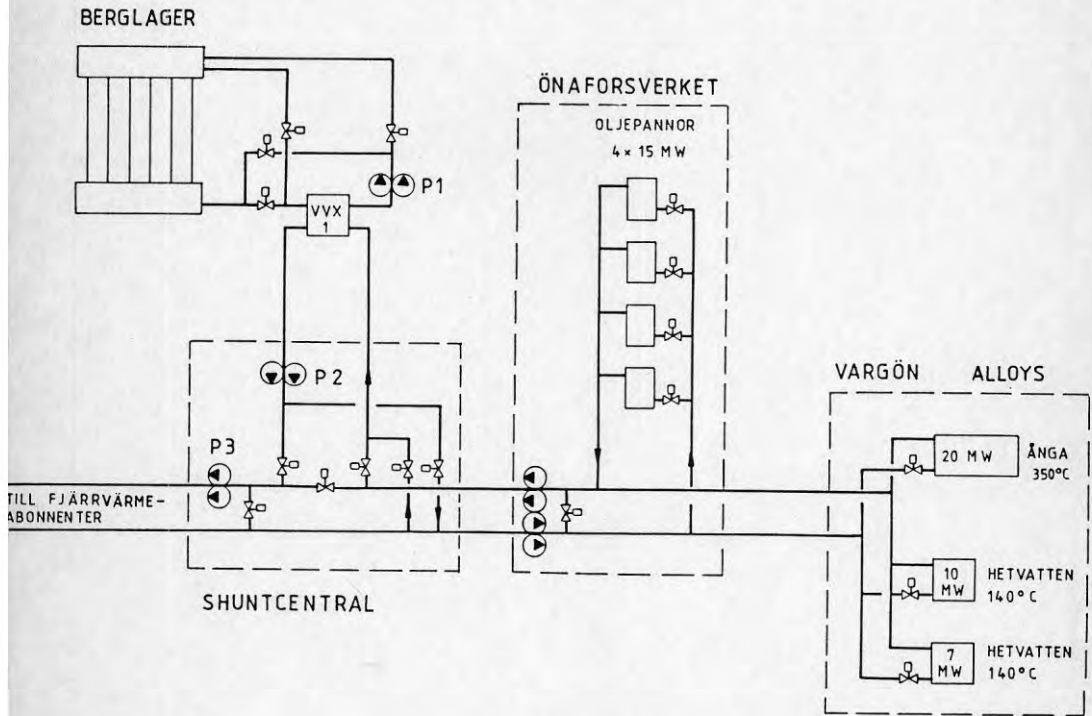 BERGLAGER
ÖNAFORSVERKET
OLJEPANNOR
4 × 15 MW
P1
VVX
1
P2
VARGÖN ALLOYS
P3
20 MW
ÅNGA
350°C
TILL FJÄRRVÄRME-
ABONNENTER
10
MW
HETVATTEN
140°C
SHUNTCENTRAL
7
MW
HETVATTEN
140°C